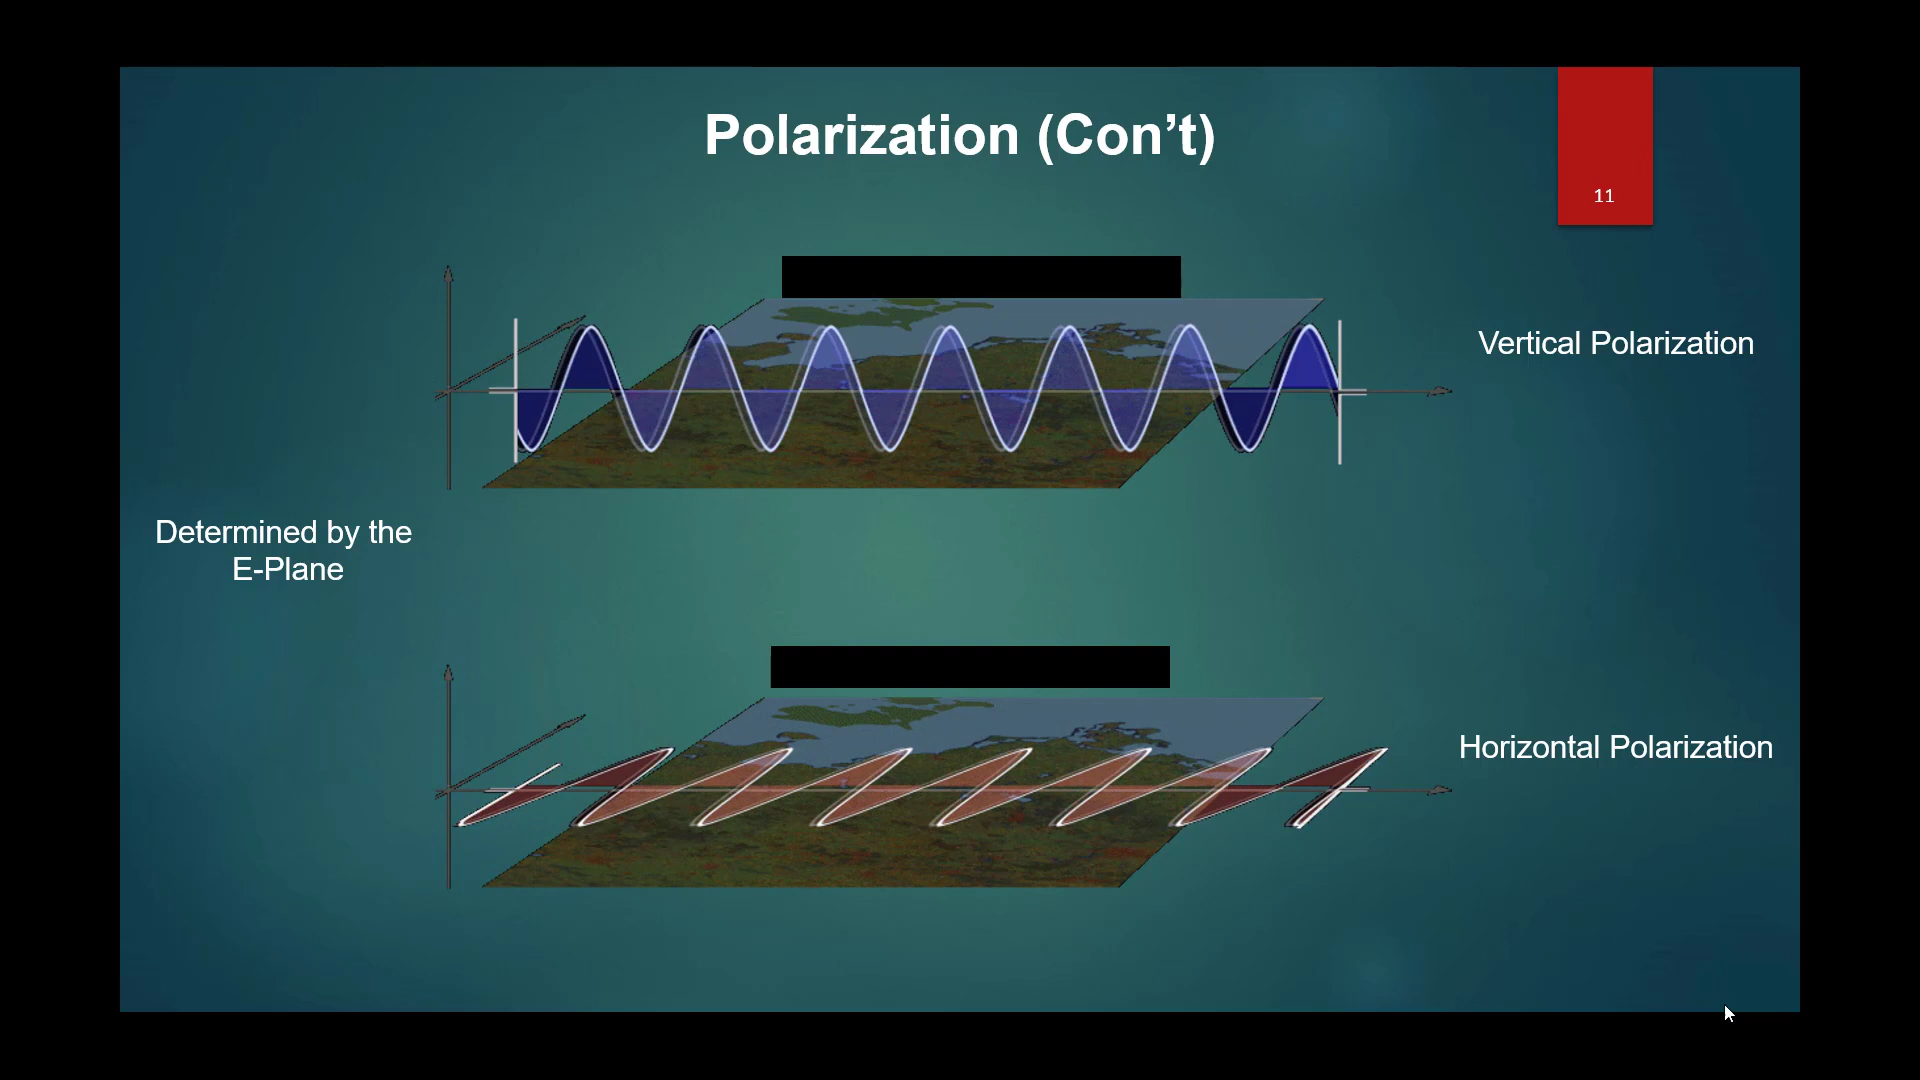 Polarization (Con’t)
11
Vertical Polarization
Determined by the
E-Plane
Horizontal Polarization